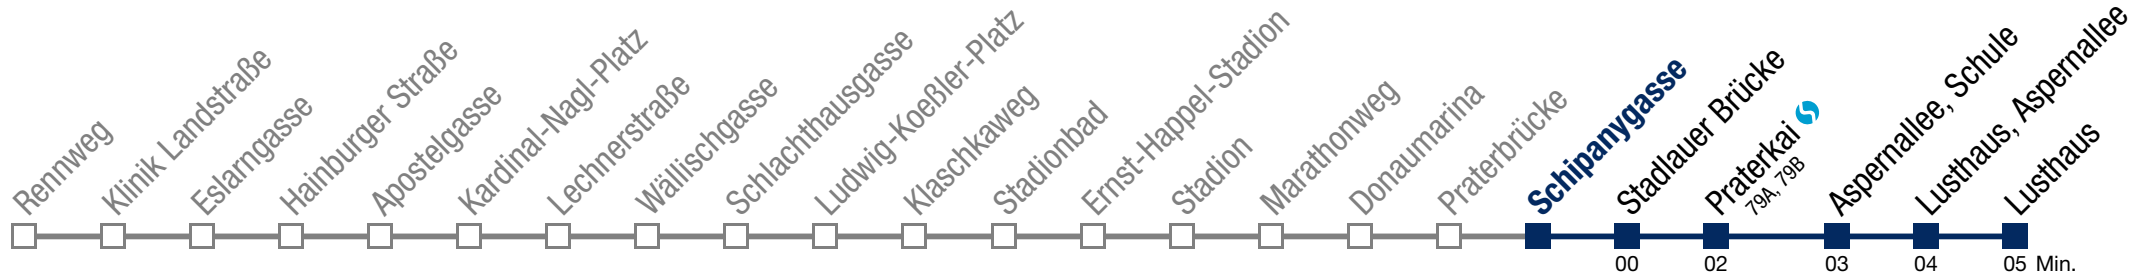 Rennweg
Klinik Landstraße
Eslarngasse
Hainburger Straße
Apostelgasse
Kardinal-Nagl-Platz
Lechnerstraße
Wällischgasse
Schlachthausgasse
Ludwig-Koeßler-Platz
Klaschkaweg
Stadionbad
Ernst-Happel-Stadion
Stadion
Marathonweg
Donaumarina
Praterbrücke
Schipanygasse
Stadlauer Brücke
Praterkai
79A, 79B
Aspernallee, Schule
Lusthaus, Aspernallee
Lusthaus
00 02 03 04 05 Min.